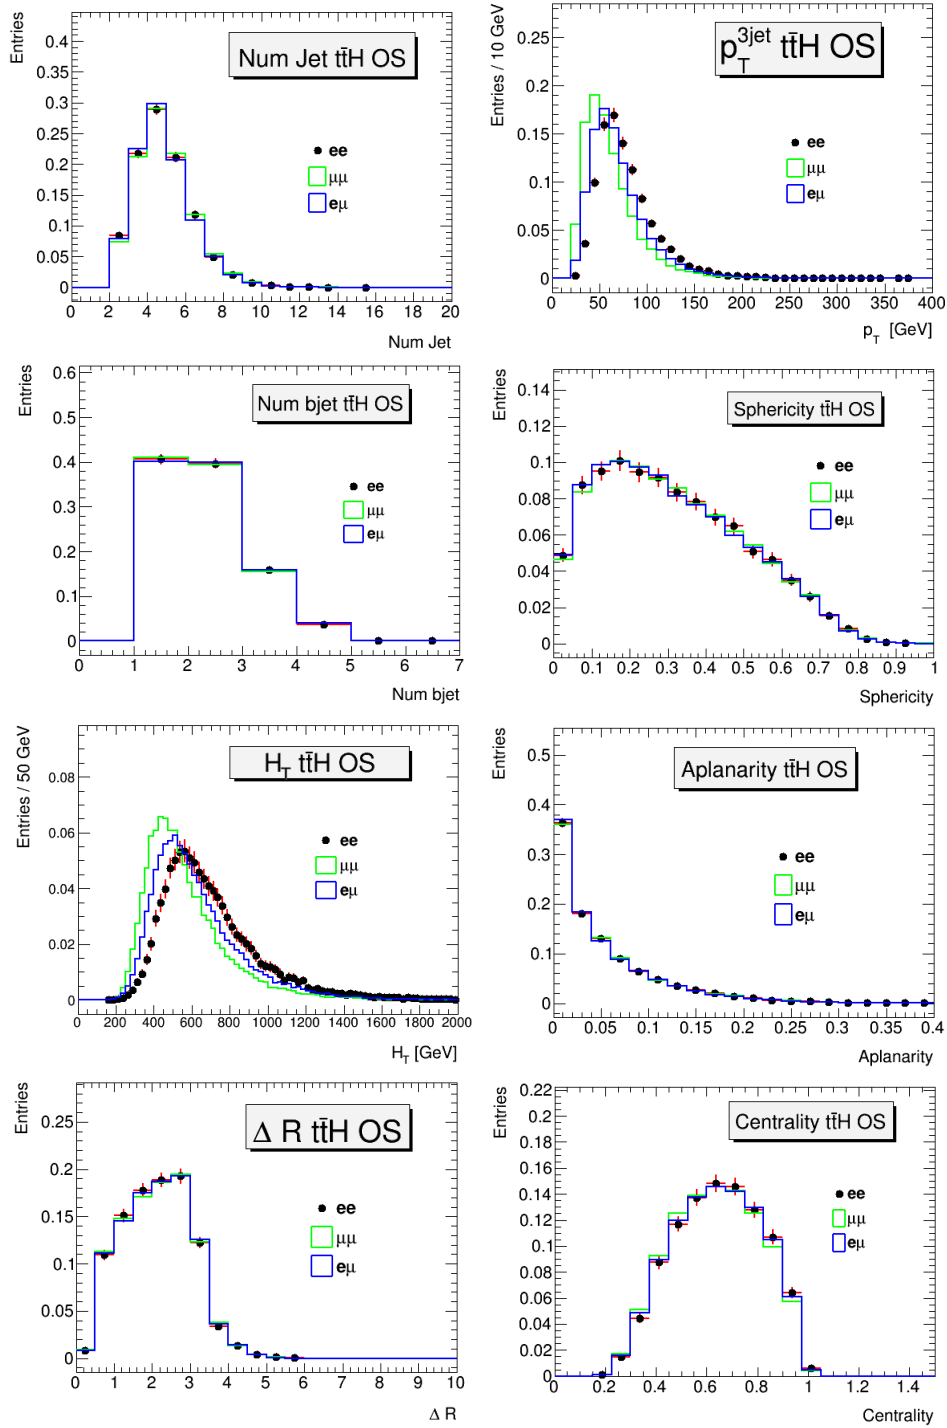 Entries
Num Jet tt̄H OS
ee
μμ
eμ
0.4
0.3
0.2
0.1
0.05
0
0 2 4 6 8 10 12 14 16 18 20
Num Jet
Entries / 10 GeV
p_T^3jet tt̄H OS
ee
μμ
eμ
0.25
0.2
0.15
0.1
0.05
0
0 50 100 150 200 250 300 350 400
p_T [GeV]
Entries
Num bjet tt̄H OS
ee
μμ
eμ
0.6
0.5
0.4
0.3
0.2
0.1
0
0 1 2 3 4 5 6 7
Num bjet
Entries
Sphericity tt̄H OS
ee
μμ
eμ
0.14
0.12
0.1
0.08
0.06
0.04
0.02
0
0 0.1 0.2 0.3 0.4 0.5 0.6 0.7 0.8 0.9 1
Sphericity
Entries / 50 GeV
H_T tt̄H OS
ee
μμ
eμ
0.08
0.06
0.04
0.02
0
0 200 400 600 800 1000 1200 1400 1600 1800 2000
H_T [GeV]
Entries
Aplanarity tt̄H OS
ee
μμ
eμ
0.5
0.4
0.3
0.2
0.1
0
0 0.05 0.1 0.15 0.2 0.25 0.3 0.35 0.4
Aplanarity
Entries
Δ R tt̄H OS
ee
μμ
eμ
0.25
0.2
0.15
0.1
0.05
0
0 1 2 3 4 5 6 7 8 9 10
Δ R
Entries
Centrality tt̄H OS
ee
μμ
eμ
0.22
0.2
0.18
0.16
0.14
0.12
0.1
0.08
0.06
0.04
0.02
0
0 0.2 0.4 0.6 0.8 1 1.2 1.4
Centrality